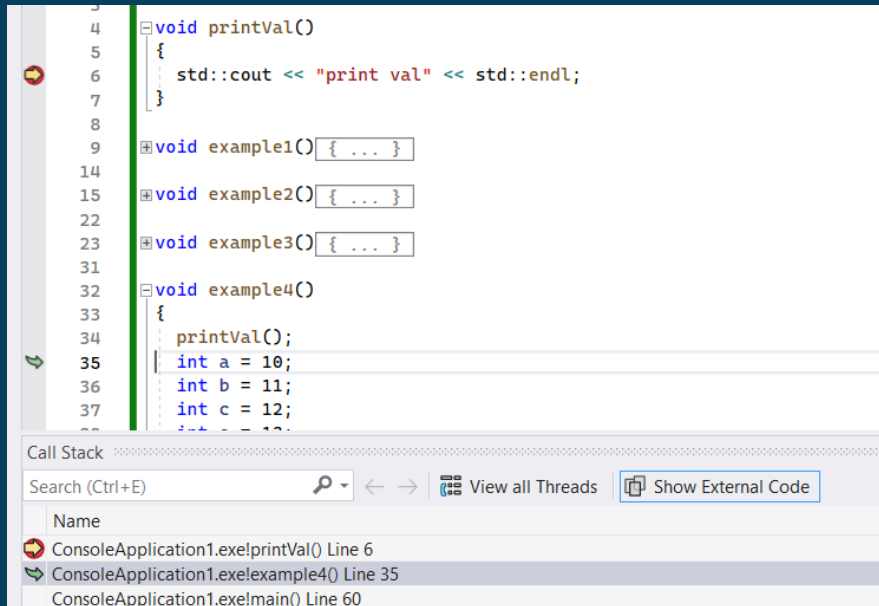 4 void printVal()
5 {
6 std::cout << "print val" << std::endl;
7 }
8
9 void example1(){ ... }
14
15 void example2(){ ... }
22
23 void example3(){ ... }
31
32 void example4()
33 {
34 printVal();
35 int a = 10;
36 int b = 11;
37 int c = 12;
Call Stack
Search (Ctrl+E) View all Threads Show External Code
Name
ConsoleApplication1.exe!printVal() Line 6
ConsoleApplication1.exe!example4() Line 35
ConsoleApplication1.exe!main() Line 60